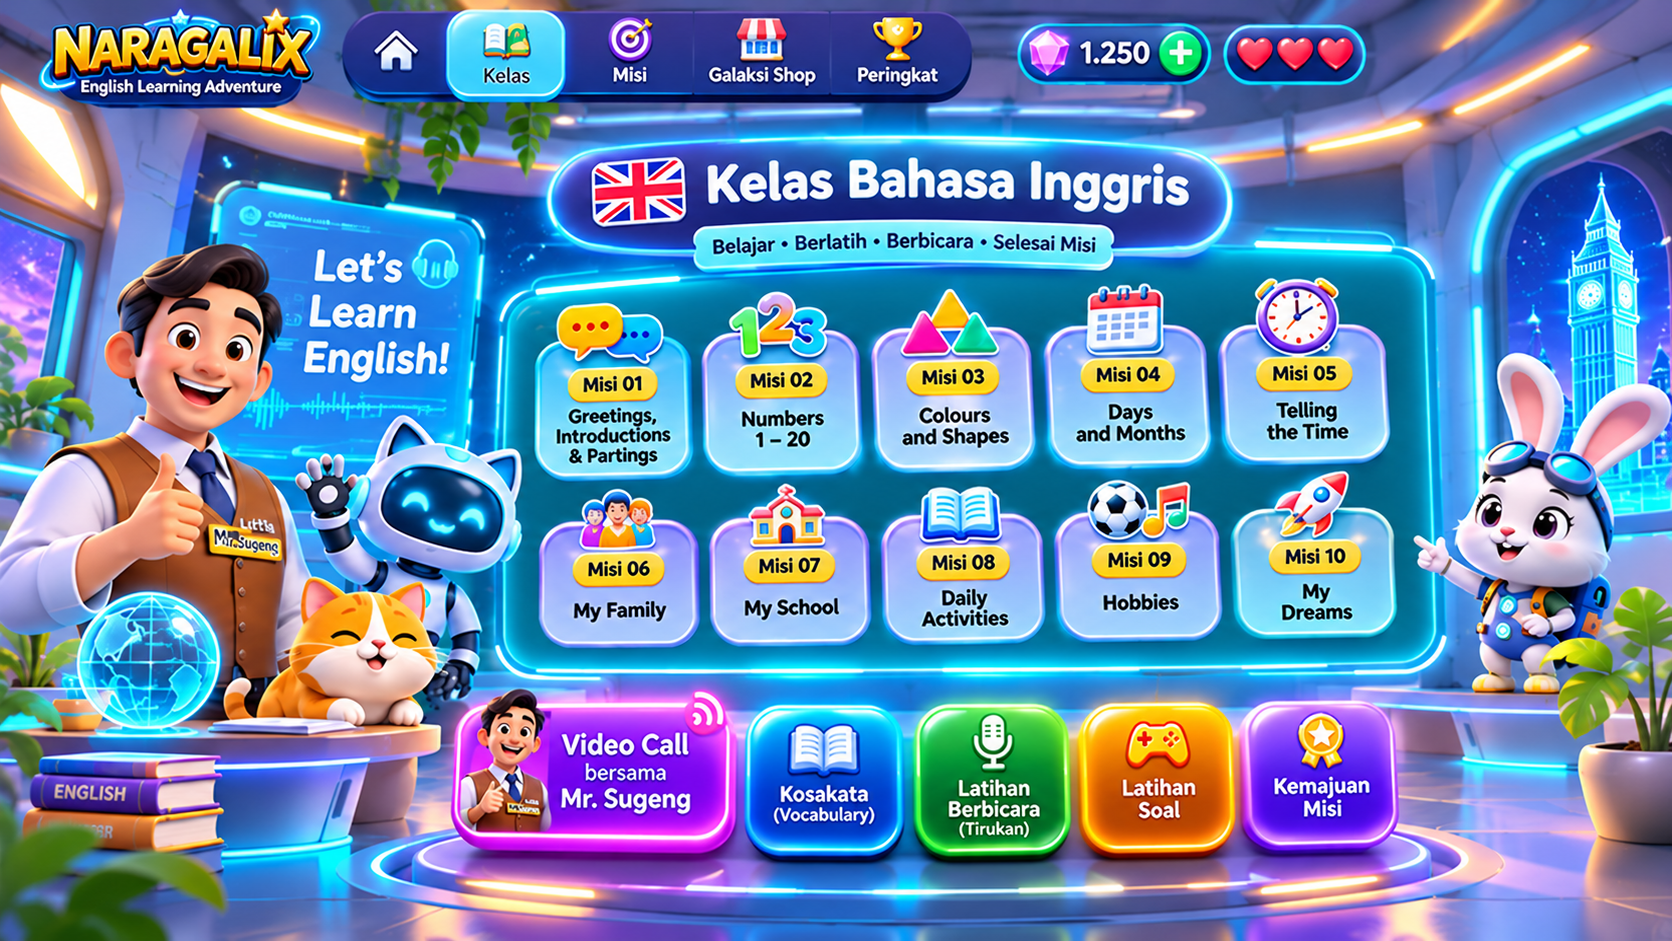 NARAGALIX
English Learning Adventure
Kelas
Misi
Galaksi Shop
Peringkat
1.250
Kelas Bahasa Inggris
Belajar • Berlatih • Berbicara • Selesai Misi
Let's
Learn
English!
Misi 01
Greetings,
Introductions
& Partings
Misi 02
Numbers
1 – 20
Misi 03
Colours
and Shapes
Misi 04
Days
and Months
Misi 05
Telling
the Time
Misi 06
My Family
Misi 07
My School
Misi 08
Daily
Activities
Misi 09
Hobbies
Misi 10
My
Dreams
Mr.Sugeng
ENGLISH
Video Call
bersama
Mr. Sugeng
Kosakata
(Vocabulary)
Latihan
Berbicara
(Tirukan)
Latihan
Soal
Kemajuan
Misi